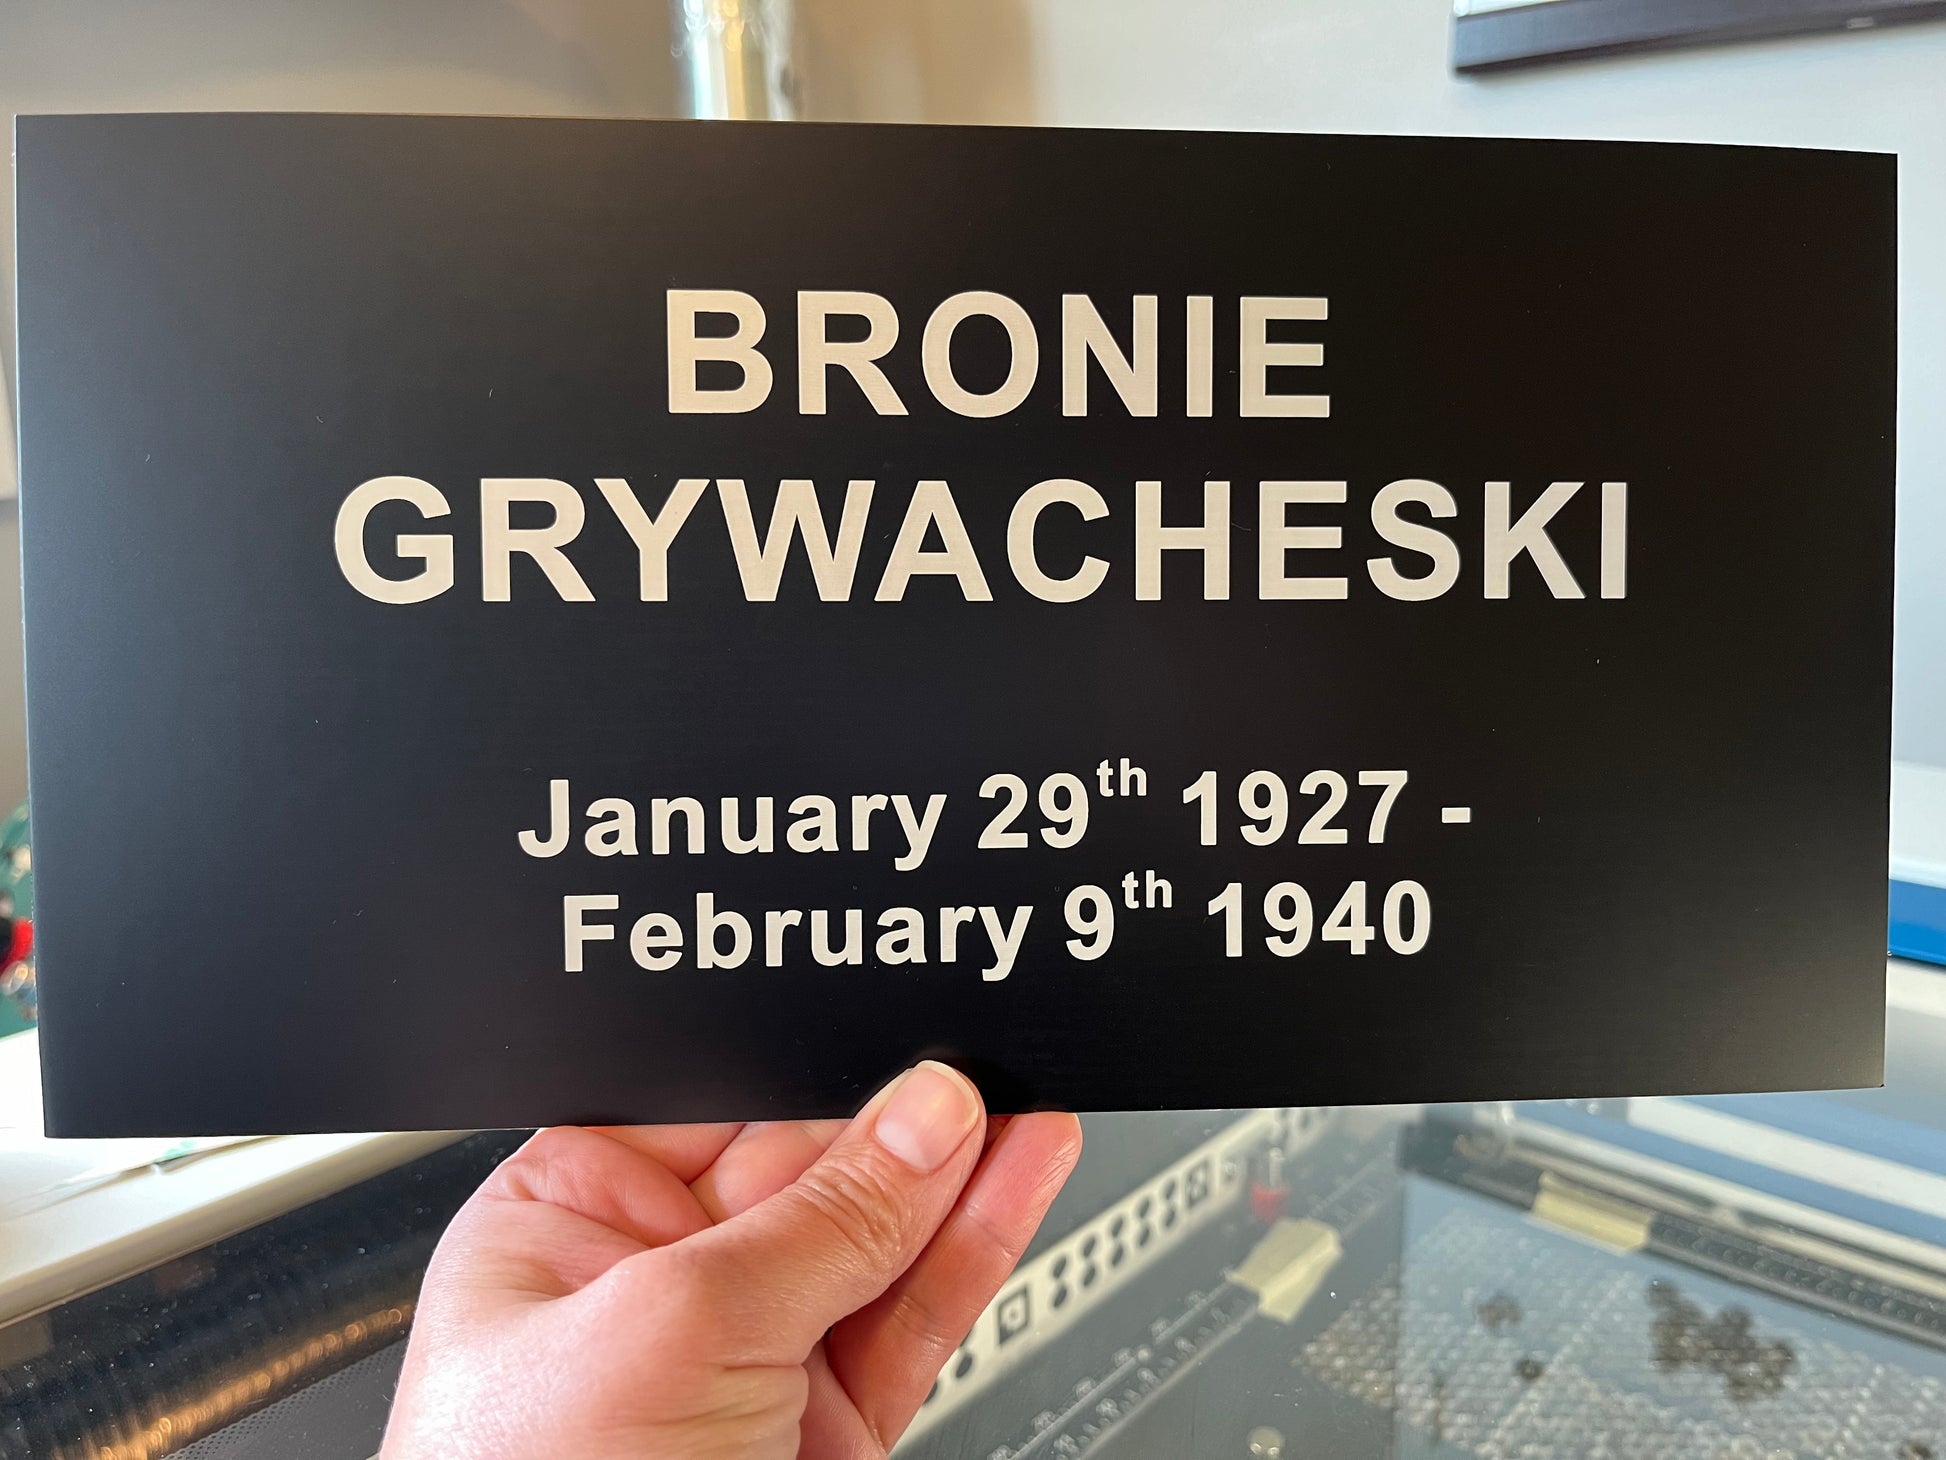 BRONIE
GRYWACHESKI
January 29th 1927 -
February 9th 1940